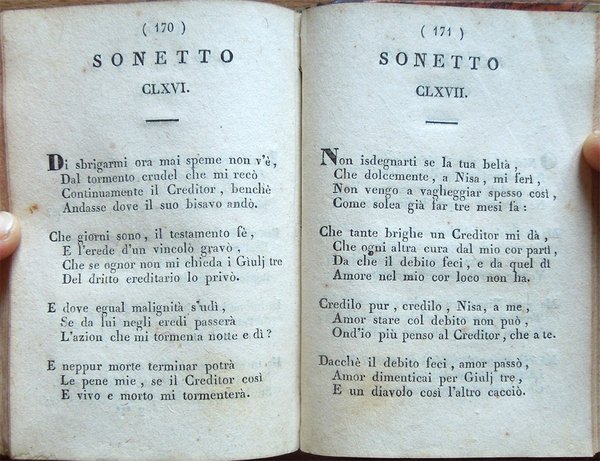 ( 170 )
SONETTO
CLXVI.
Di sbrigarmi ora mai speme non v'è,
Dal tormento crudel che mi recò
Continuamente il Creditor, benchè
Andasse dove il suo bisavo andò.
Che giorni sono, il testamento fè,
E l'erede d'un vincolò gravò,
Che se ognor non mi chieda i Giulj tre
Del dritto ereditario lo privò.
E dove egual malignità s'udì,
Se da lui negli eredi passerà
L'azion che mi tormenta notte e dì?
E neppur morte terminar potrà
Le pene mie, se il Creditor così
E vivo e morto mi tormenterà.
( 171 )
SONETTO
CLXVII.
Non isdegnarti se la tua beltà,
Che dolcemente, a Nisa, mi ferì,
Non vengo a vagheggiar spesso così,
Come solea già far tre mesi fa:
Che tante brighe un Creditor mi dà,
Che ogni altra cura dal mio cor partì,
Da che il debito feci, e da quel dì
Amore nel mio cor loco non ha.
Credilo pur, credilo, Nisa, a me,
Amor stare col debito non può,
Ond'io più penso al Creditor, che a te.
Dacchè il debito feci, amor passò,
Amor dimenticai per Giulj tre,
E un diavolo così l'altro cacciò.